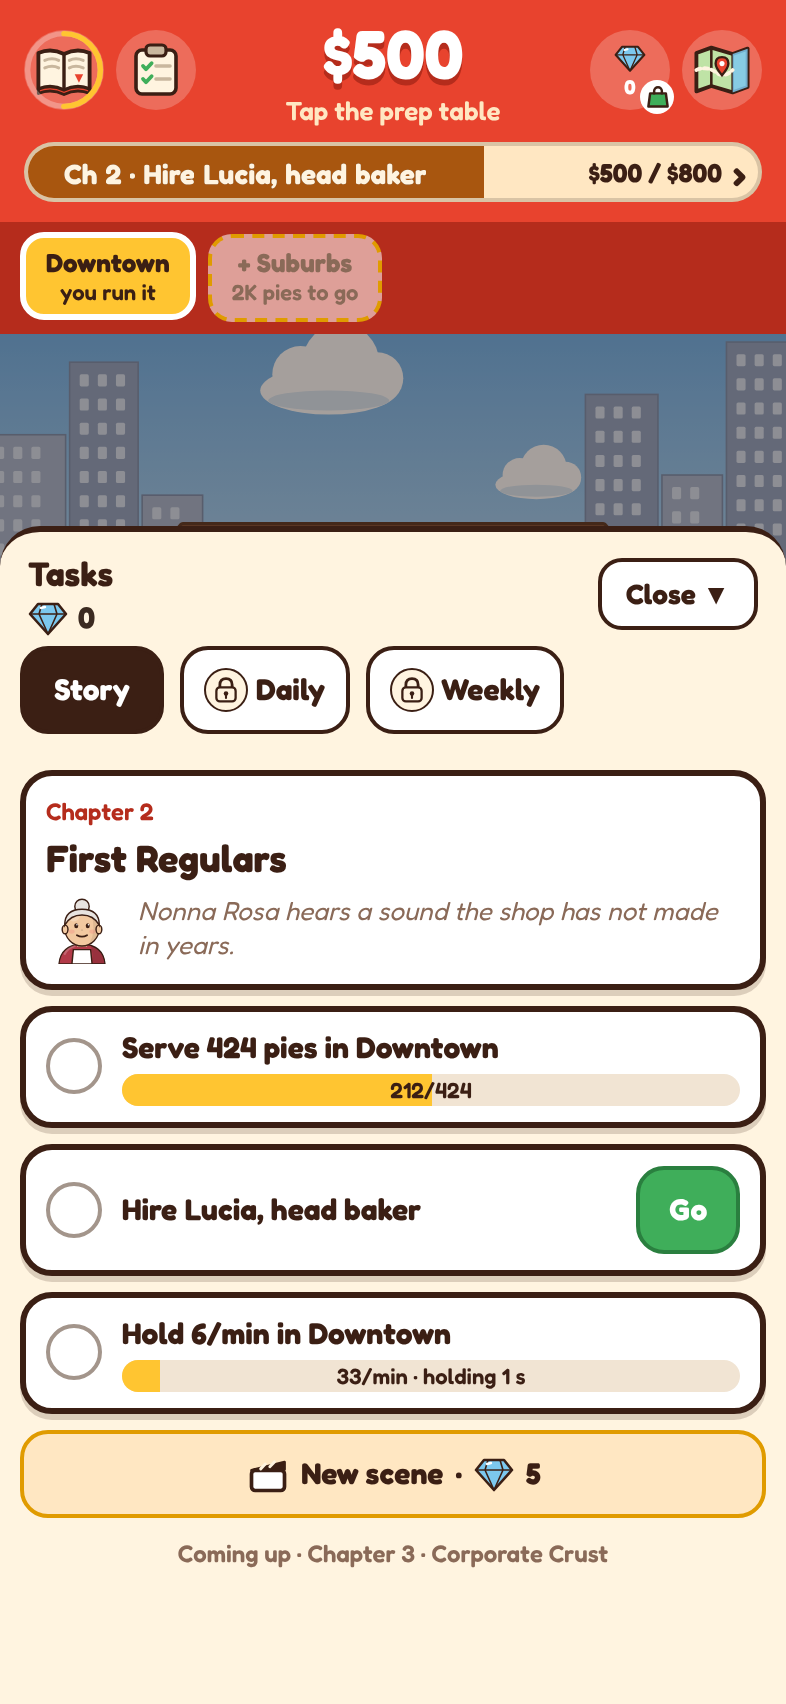 $500
Tap the prep table
0
Ch 2 · Hire Lucia, head baker
$500 / $800
Downtown
you run it
+ Suburbs
2K pies to go
Tasks
0
Close ▼
Story
Daily
Weekly
Chapter 2
First Regulars
Nonna Rosa hears a sound the shop has not made
in years.
Serve 424 pies in Downtown
212/424
Hire Lucia, head baker
Go
Hold 6/min in Downtown
33/min · holding 1 s
New scene · 5
Coming up · Chapter 3 · Corporate Crust